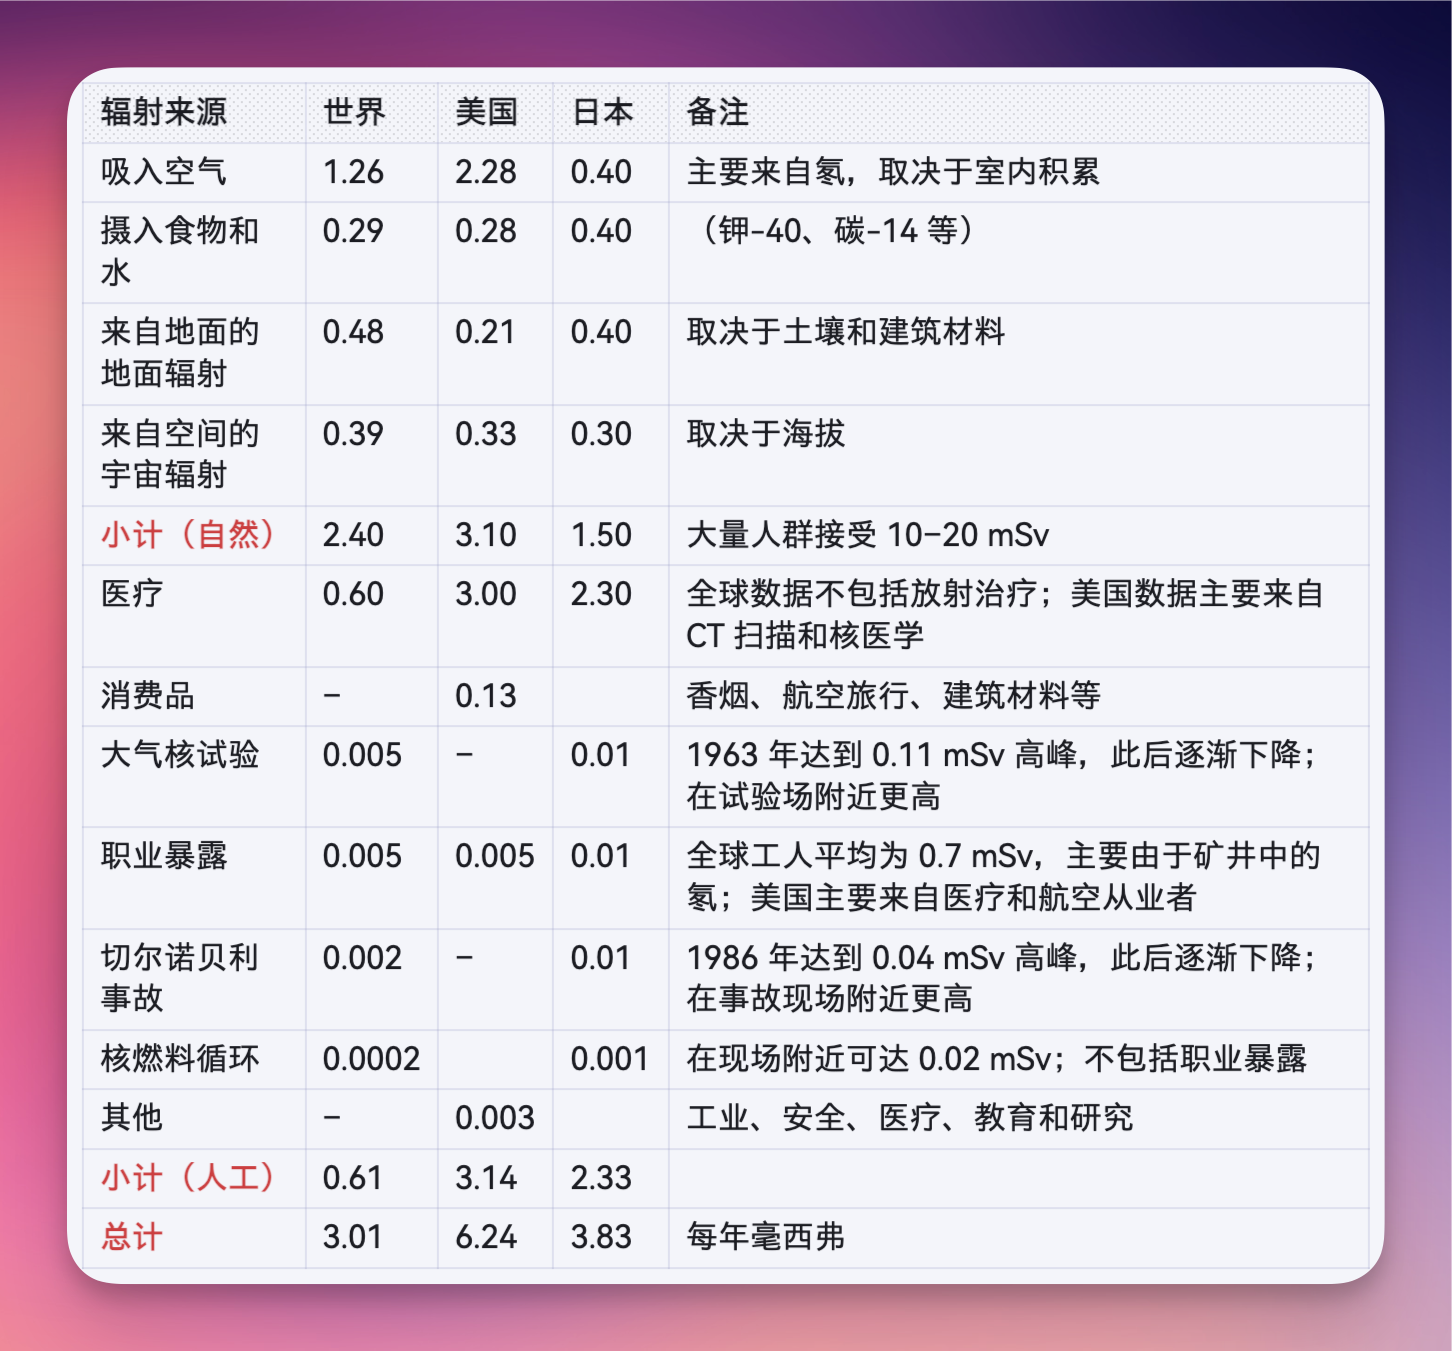 辐射来源 世界 美国 日本 备注
吸入空气 1.26 2.28 0.40 主要来自氡，取决于室内积累
摄入食物和 0.29 0.28 0.40 （钾-40、碳-14 等）
水
来自地面的 0.48 0.21 0.40 取决于土壤和建筑材料
地面辐射
来自空间的 0.39 0.33 0.30 取决于海拔
宇宙辐射
小计（自然） 2.40 3.10 1.50 大量人群接受 10–20 mSv
医疗 0.60 3.00 2.30 全球数据不包括放射治疗；美国数据主要来自
CT 扫描和核医学
消费品 – 0.13 香烟、航空旅行、建筑材料等
大气核试验 0.005 – 0.01 1963 年达到 0.11 mSv 高峰，此后逐渐下降；
在试验场附近更高
职业暴露 0.005 0.005 0.01 全球工人平均为 0.7 mSv，主要由于矿井中的
氡；美国主要来自医疗和航空从业者
切尔诺贝利 0.002 – 0.01 1986 年达到 0.04 mSv 高峰，此后逐渐下降；
事故 在事故现场附近更高
核燃料循环 0.0002 0.001 在现场附近可达 0.02 mSv；不包括职业暴露
其他 – 0.003 工业、安全、医疗、教育和研究
小计（人工） 0.61 3.14 2.33
总计 3.01 6.24 3.83 每年毫西弗